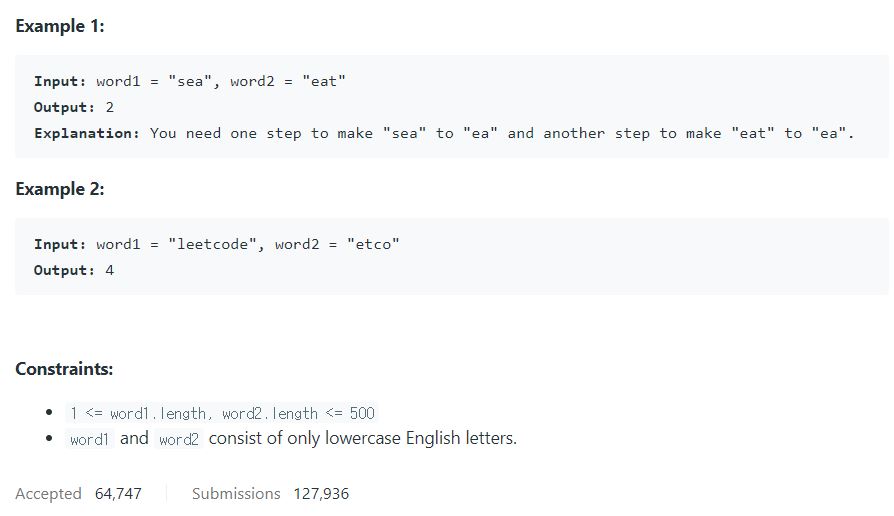 Example 1:
Input: word1 = "sea", word2 = "eat"
Output: 2
Explanation: You need one step to make "sea" to "ea" and another step to make "eat" to "ea".
Example 2:
Input: word1 = "leetcode", word2 = "etco"
Output: 4
Constraints:
• 1 <= word1.length, word2.length <= 500
• word1 and word2 consist of only lowercase English letters.
Accepted 64,747 Submissions 127,936